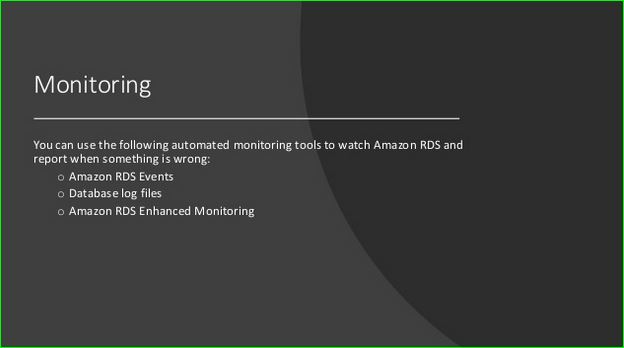 Monitoring
You can use the following automated monitoring tools to watch Amazon RDS and
report when something is wrong:
○ Amazon RDS Events
○ Database log files
○ Amazon RDS Enhanced Monitoring